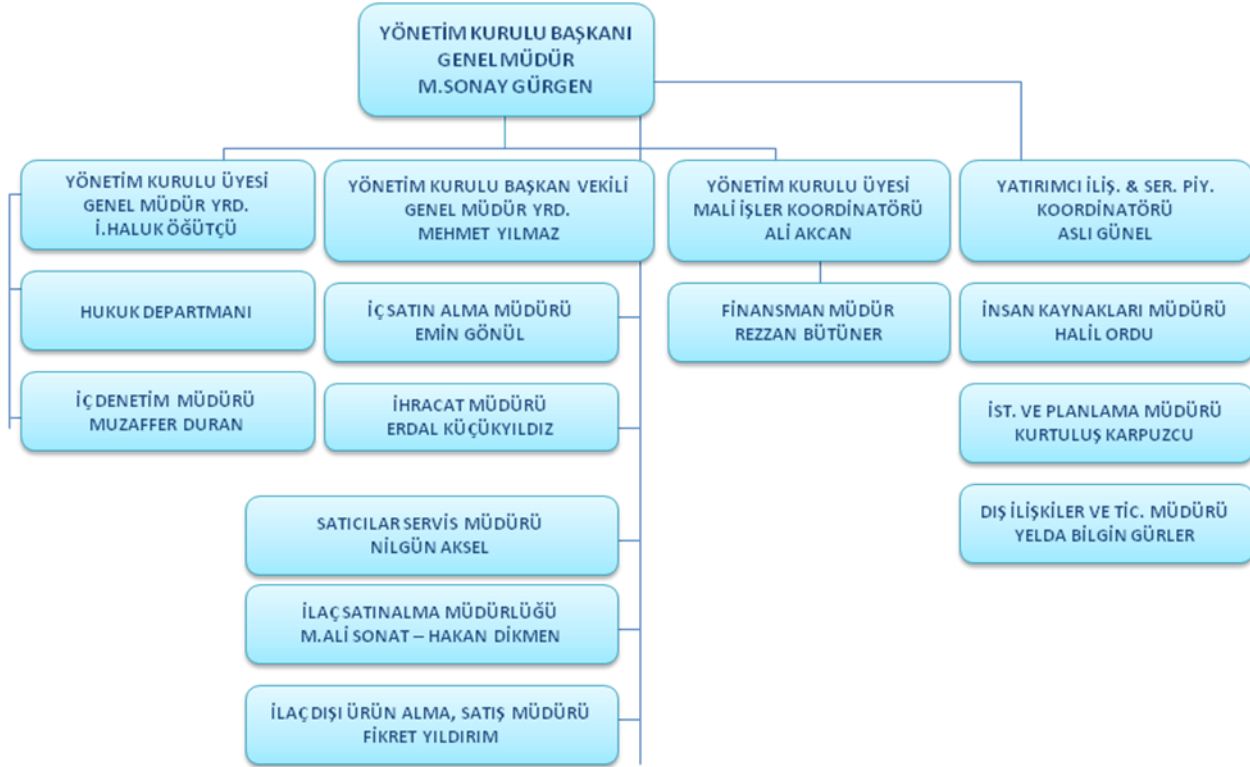 YÖNETİM KURULU BAŞKANI
GENEL MÜDÜR
M.SONAY GÜRGEN
YÖNETİM KURULU ÜYESİ
GENEL MÜDÜR YRD.
İ.HALUK ÖĞÜTÇÜ
YÖNETİM KURULU BAŞKAN VEKİLİ
GENEL MÜDÜR YRD.
MEHMET YILMAZ
YÖNETİM KURULU ÜYESİ
MALİ İŞLER KOORDİNATÖRÜ
ALİ AKCAN
YATIRIMCI İLİŞ. & SER. PİY.
KOORDİNATÖRÜ
ASLI GÜNEL
HUKUK DEPARTMANI
İÇ SATIN ALMA MÜDÜRÜ
EMİN GÖNÜL
FİNANSMAN MÜDÜR
REZZAN BÜTÜNER
İNSAN KAYNAKLARI MÜDÜRÜ
HALİL ORDU
İÇ DENETİM MÜDÜRÜ
MUZAFFER DURAN
İHRACAT MÜDÜRÜ
ERDAL KÜÇÜKYILDIZ
İST. VE PLANLAMA MÜDÜRÜ
KURTULUŞ KARPUZCU
SATICILAR SERVİS MÜDÜRÜ
NİLGÜN AKSEL
DIŞ İLİŞKİLER VE TİC. MÜDÜRÜ
YELDA BİLGİN GÜRLER
İLAÇ SATINALMA MÜDÜRLÜĞÜ
M.ALİ SONAT – HAKAN DİKMEN
İLAÇ DIŞI ÜRÜN ALMA, SATIŞ MÜDÜRÜ
FİKRET YILDIRIM